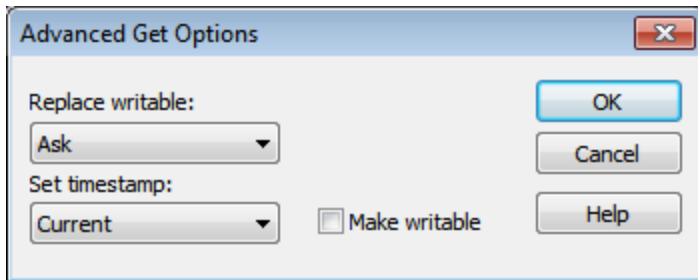 Advanced Get Options
Replace writable:
OK
Ask
Cancel
Set timestamp:
Current
Make writable
Help